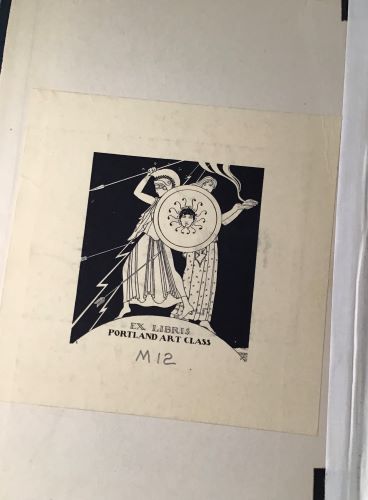 EX LIBRIS
PORTLAND ART CLASS
M12